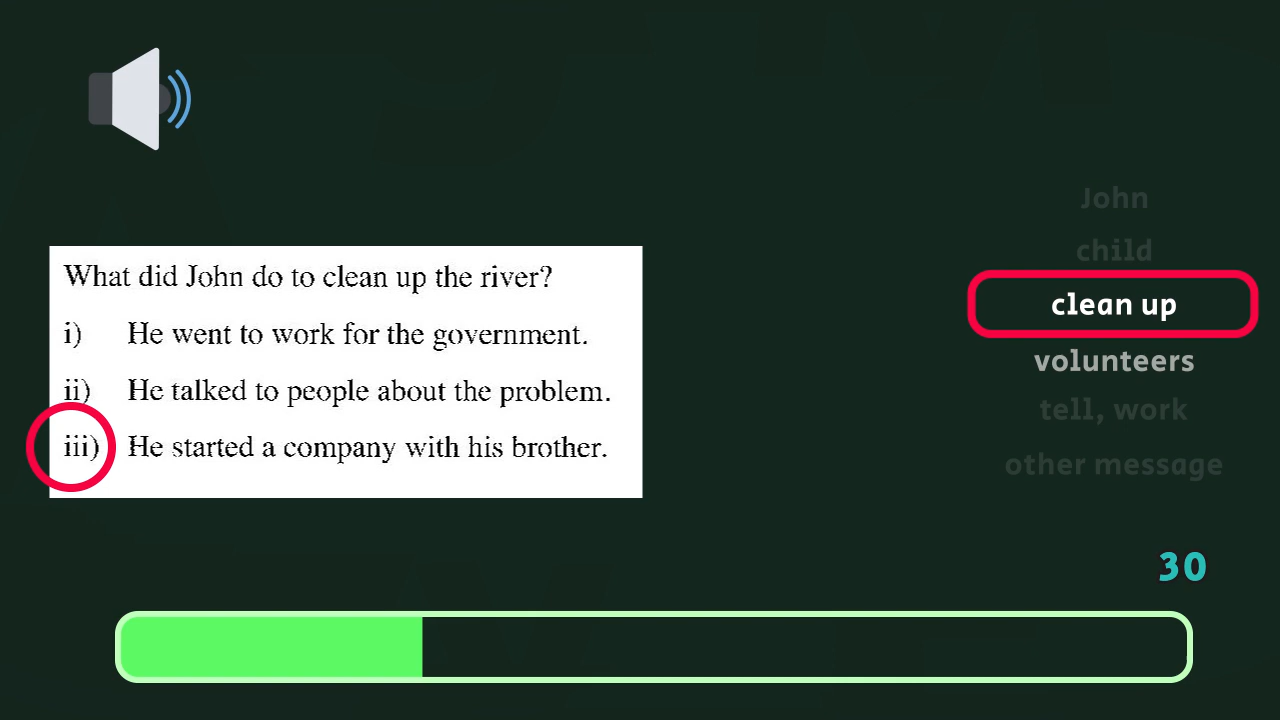 What did John do to clean up the river?
i) He went to work for the government.
ii) He talked to people about the problem.
iii) He started a company with his brother.
John
child
clean up
volunteers
tell, work
other message
30